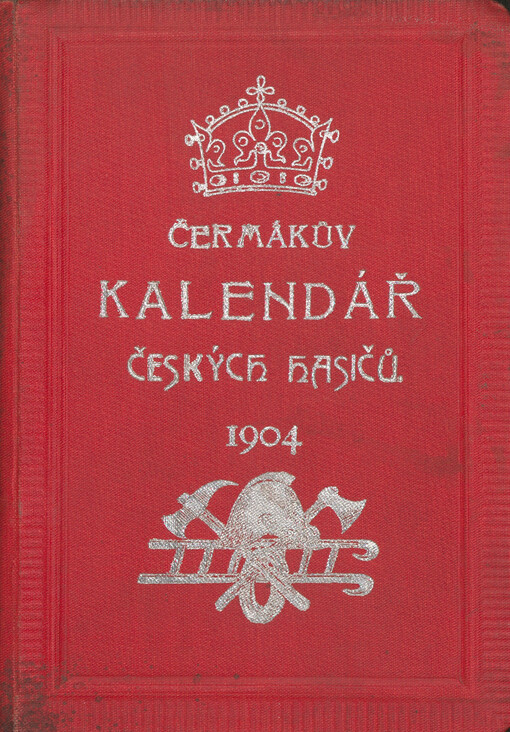 ČERMÁKŮV
KALENDÁŘ
ČESKÝCH HASIČŮ.
1904